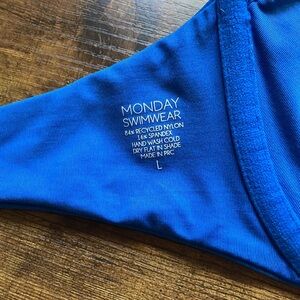 MONDAY
SWIMWEAR
84% RECYCLED NYLON
16% SPANDEX
HAND WASH COLD
DRY FLAT IN SHADE
MADE IN PRC
L